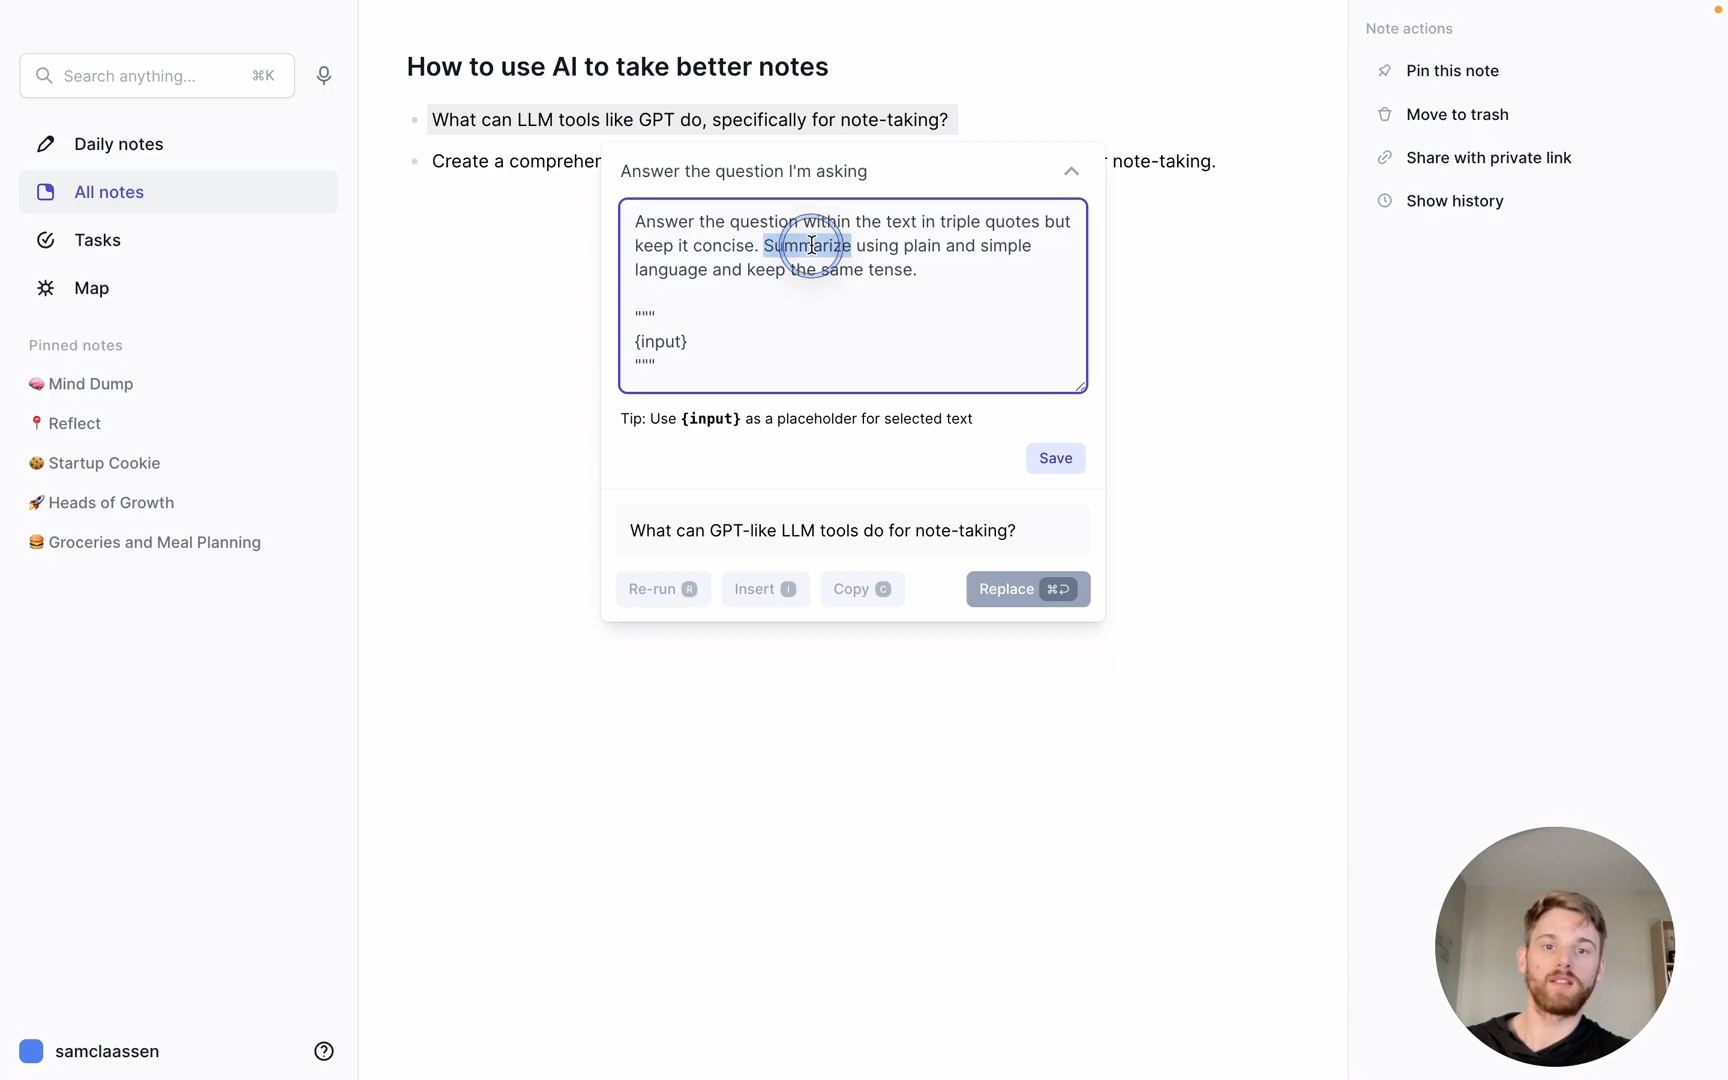 Search anything...
⌘K
Daily notes
All notes
Tasks
Map
Pinned notes
🧠 Mind Dump
📍 Reflect
🍪 Startup Cookie
🚀 Heads of Growth
🍔 Groceries and Meal Planning
samclaassen
How to use AI to take better notes
What can LLM tools like GPT do, specifically for note-taking?
Create a comprehen
r note-taking.
Answer the question I'm asking
Answer the question within the text in triple quotes but
keep it concise. Summarize using plain and simple
language and keep the same tense.
"""
{input}
"""
Tip: Use {input} as a placeholder for selected text
Save
What can GPT-like LLM tools do for note-taking?
Re-run R
Insert I
Copy C
Replace ⌘⏎
Note actions
Pin this note
Move to trash
Share with private link
Show history